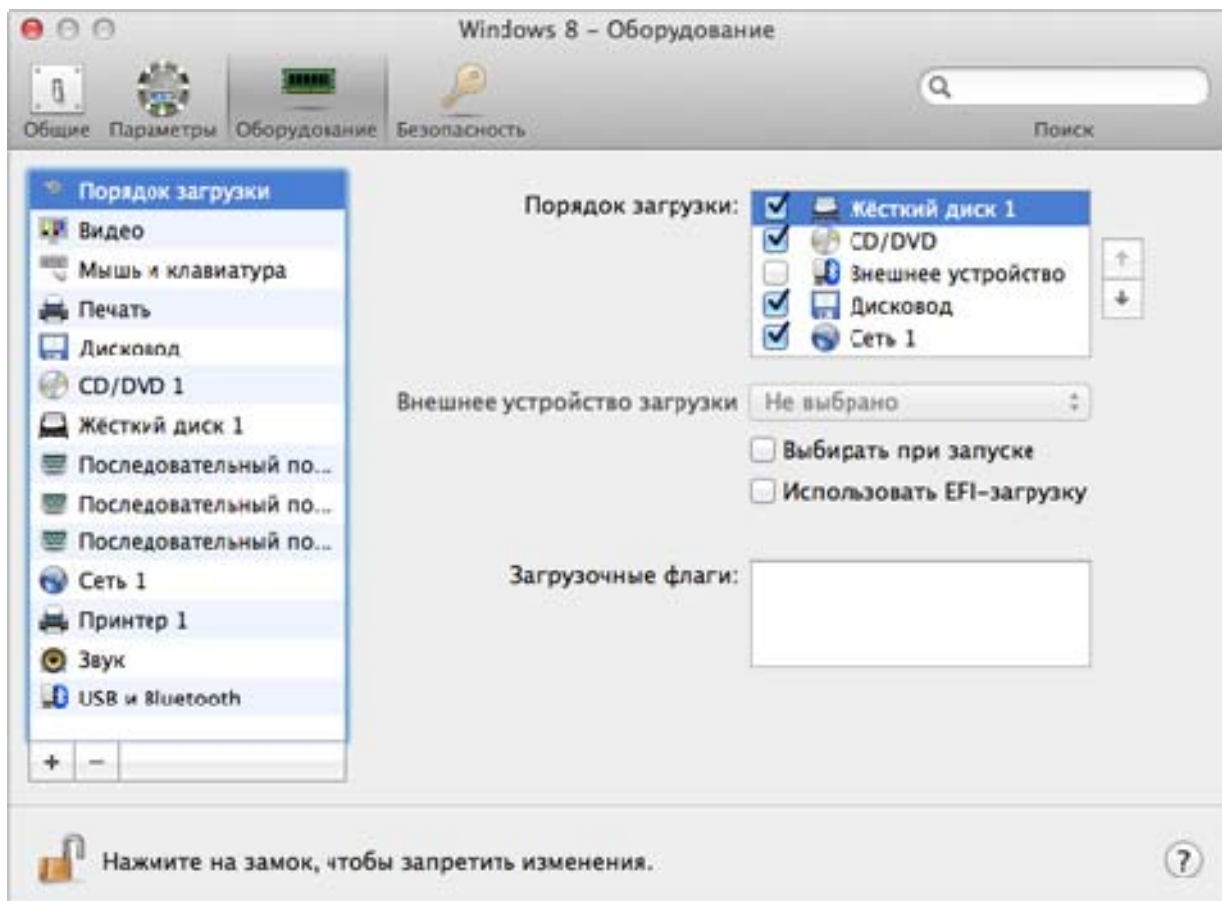 Windows 8 – Оборудование
Общие Параметры Оборудование Безопасность Поиск
Порядок загрузки
Видео
Мышь и клавиатура
Печать
Дисковод
CD/DVD 1
Жёсткий диск 1
Последовательный по...
Последовательный по...
Последовательный по...
Сеть 1
Принтер 1
Звук
USB и Bluetooth
+ −
Порядок загрузки:
Жёсткий диск 1
CD/DVD
Внешнее устройство
Дисковод
Сеть 1
Внешнее устройство загрузки Не выбрано
Выбирать при запуске
Использовать EFI-загрузку
Загрузочные флаги:
Нажмите на замок, чтобы запретить изменения.
?